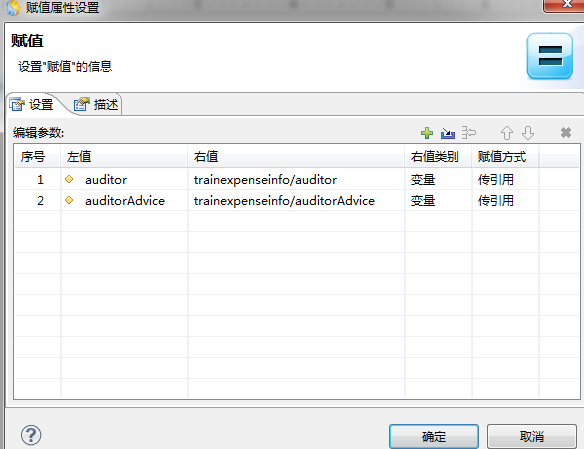 赋值属性设置
赋值
设置"赋值"的信息
设置 描述
编辑参数:
序号 左值 右值 右值类别 赋值方式
1 auditor trainexpenseinfo/auditor 变量 传引用
2 auditorAdvice trainexpenseinfo/auditorAdvice 变量 传引用
确定 取消